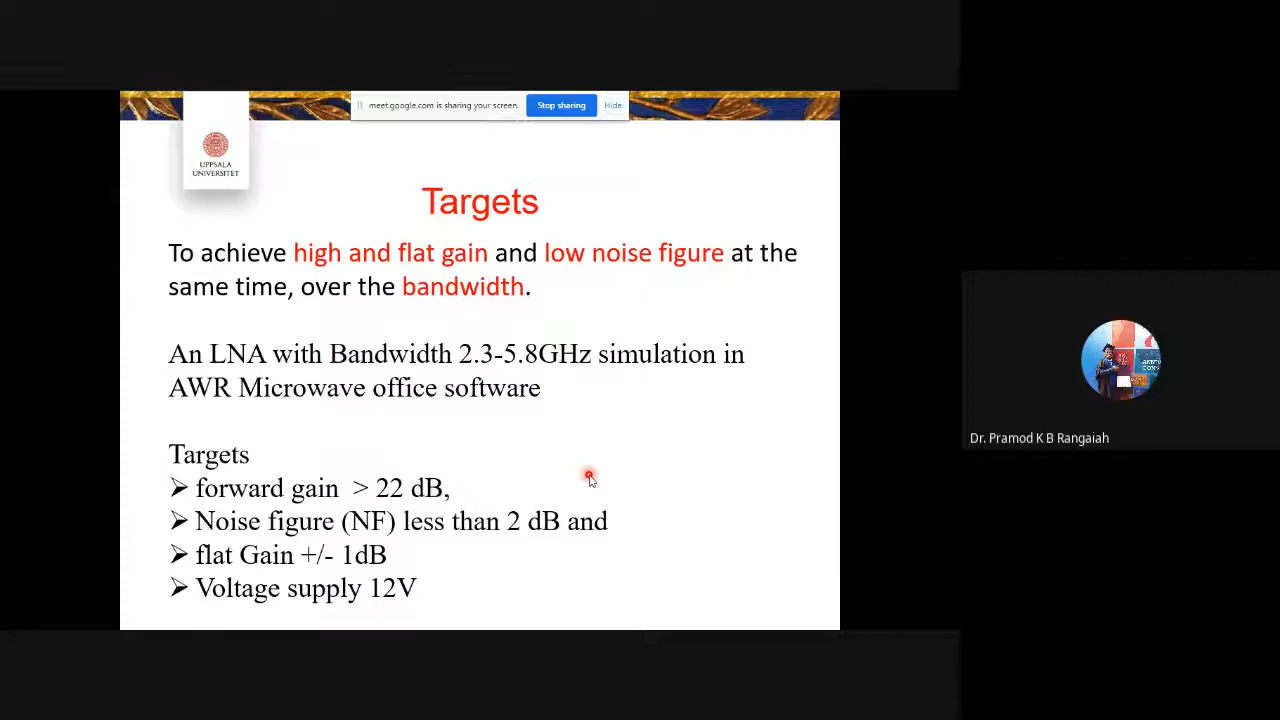 meet.google.com is sharing your screen. Stop sharing Hide
UPPSALA
UNIVERSITET
Targets
To achieve high and flat gain and low noise figure at the
same time, over the bandwidth.
An LNA with Bandwidth 2.3-5.8GHz simulation in
AWR Microwave office software
Targets
➢ forward gain > 22 dB,
➢ Noise figure (NF) less than 2 dB and
➢ flat Gain +/- 1dB
➢ Voltage supply 12V
Dr. Pramod K B Rangaiah